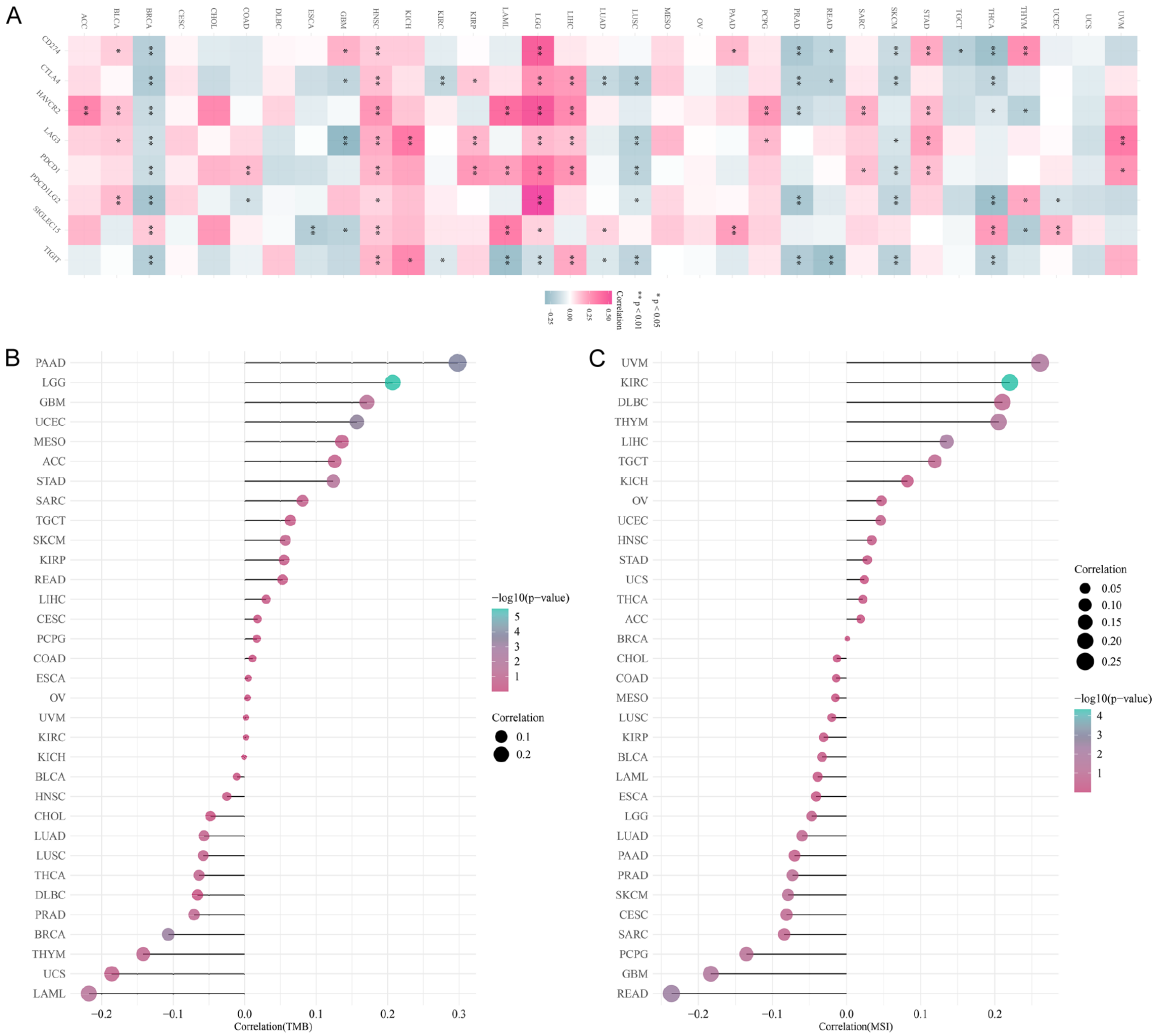 A
ACC BLCA BRCA CESC CHOL COAD DLBC ESCA GBM HNSC KICH KIRC KIRP LAML LGG LIHC LUAD LUSC MESO OV PAAD PCPG PRAD READ SARC SKCM STAD TGCT THCA THYM UCEC UCS UVM
CD274
CTLA4
HAVCR2
LAG3
PDCD1
PDCD1LG2
SIGLEC15
TIGIT
* p < 0.05
** p < 0.01
Correlation
−0.25 0.00 0.25 0.50
B
PAAD
LGG
GBM
UCEC
MESO
ACC
STAD
SARC
TGCT
SKCM
KIRP
READ
LIHC
CESC
PCPG
COAD
ESCA
OV
UVM
KIRC
KICH
BLCA
HNSC
CHOL
LUAD
LUSC
THCA
DLBC
PRAD
BRCA
THYM
UCS
LAML
−0.2 −0.1 0.0 0.1 0.2 0.3
Correlation(TMB)
−log10(p−value)
5
4
3
2
1
Correlation
0.1
0.2
C
UVM
KIRC
DLBC
THYM
LIHC
TGCT
KICH
OV
UCEC
HNSC
STAD
UCS
THCA
ACC
BRCA
CHOL
COAD
MESO
LUSC
KIRP
BLCA
LAML
ESCA
LGG
LUAD
PAAD
PRAD
SKCM
CESC
SARC
PCPG
GBM
READ
−0.2 −0.1 0.0 0.1 0.2
Correlation(MSI)
Correlation
0.05
0.10
0.15
0.20
0.25
−log10(p−value)
4
3
2
1